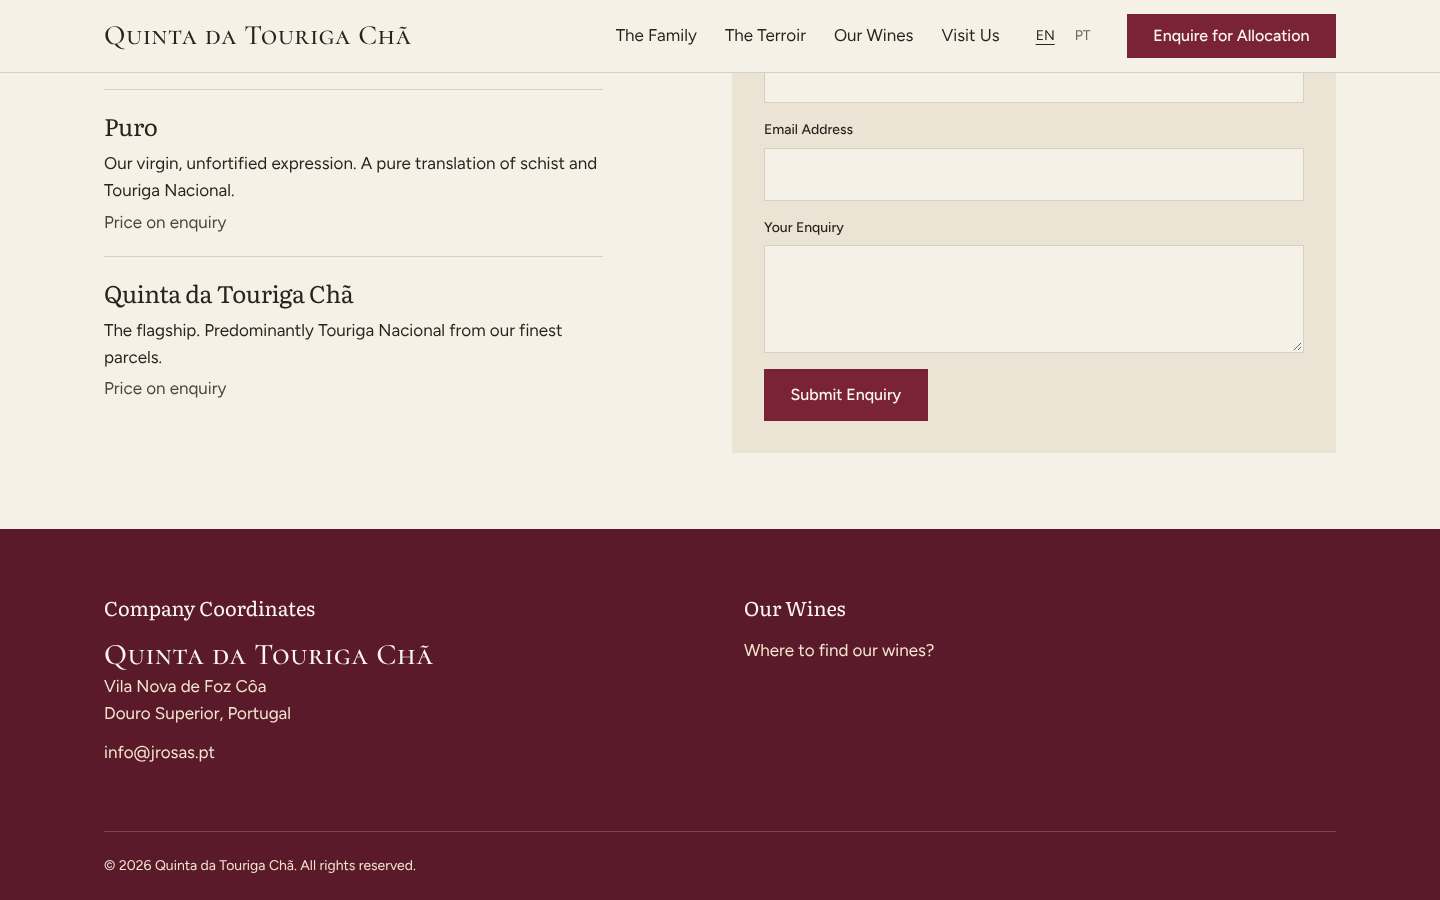 Quinta da Touriga Chã
The Family
The Terroir
Our Wines
Visit Us
EN
PT
Enquire for Allocation
Puro
Our virgin, unfortified expression. A pure translation of schist and
Touriga Nacional.
Price on enquiry
Quinta da Touriga Chã
The flagship. Predominantly Touriga Nacional from our finest
parcels.
Price on enquiry
Email Address
Your Enquiry
Submit Enquiry
Company Coordinates
Quinta da Touriga Chã
Vila Nova de Foz Côa
Douro Superior, Portugal
info@jrosas.pt
Our Wines
Where to find our wines?
© 2026 Quinta da Touriga Chã. All rights reserved.